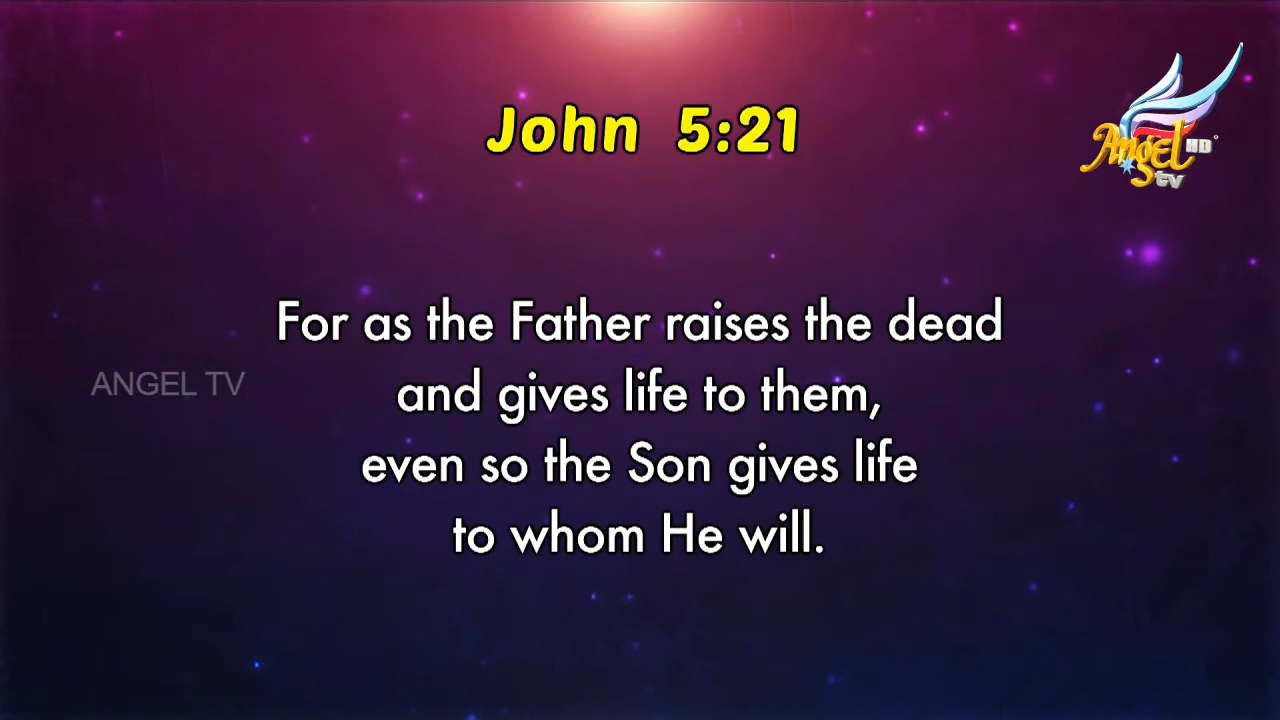 John 5:21
Angel HD
tv
For as the Father raises the dead
ANGEL TV
and gives life to them,
even so the Son gives life
to whom He will.